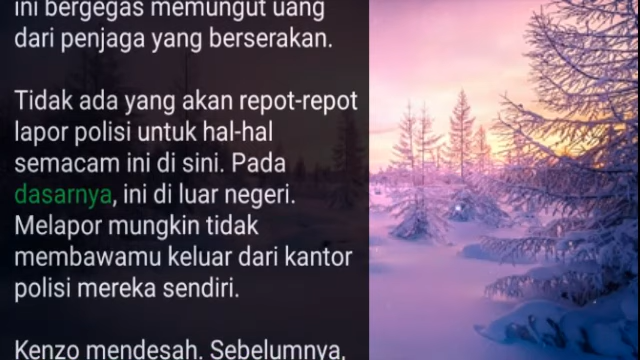 ini bergegas memungut uang
dari penjaga yang berserakan.
Tidak ada yang akan repot-repot
lapor polisi untuk hal-hal
semacam ini di sini. Pada
dasarnya, ini di luar negeri.
Melapor mungkin tidak
membawamu keluar dari kantor
polisi mereka sendiri.
Kenzo mendesah. Sebelumnya,